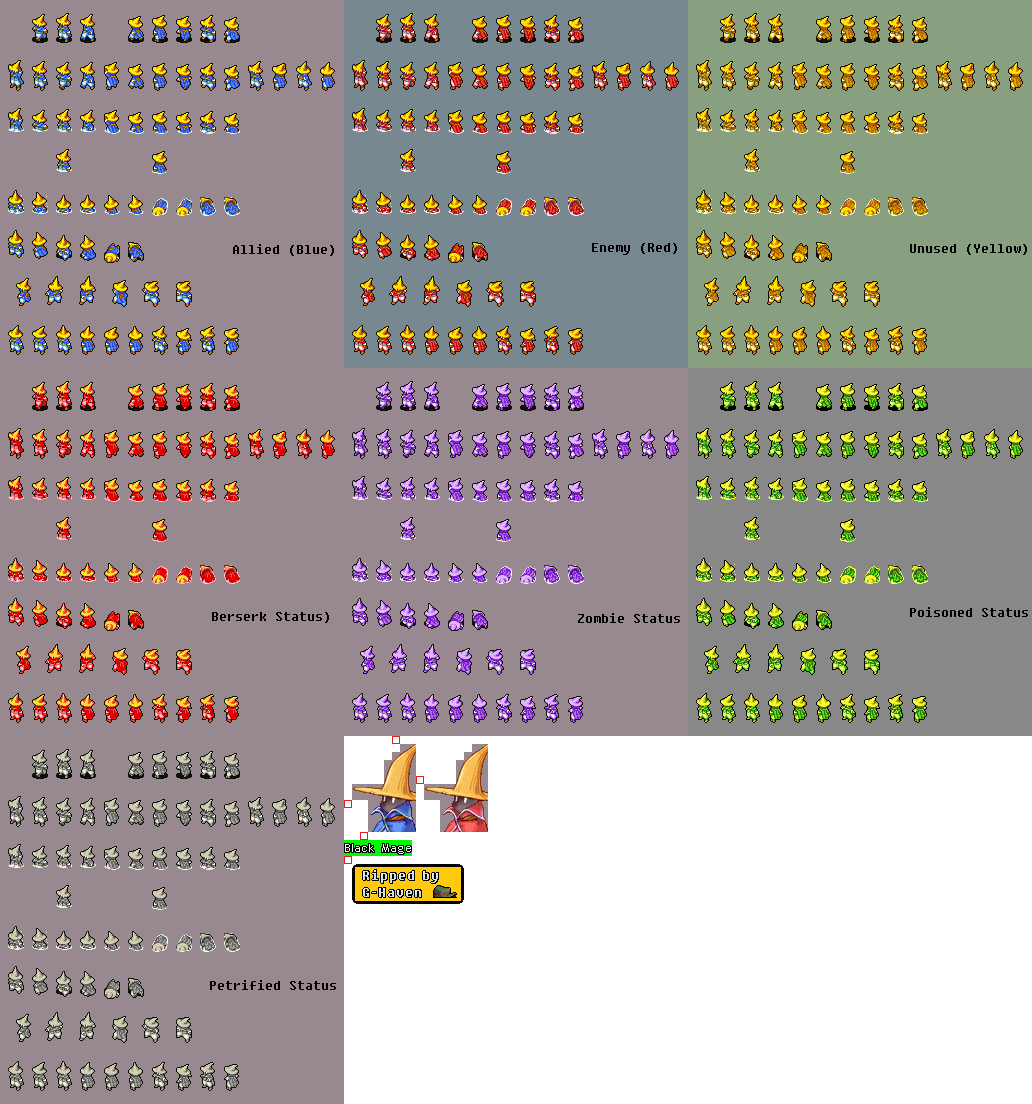 Allied (Blue)
Enemy (Red)
Unused (Yellow)
Berserk Status)
Zombie Status
Poisoned Status
Petrified Status
Black Mage
Ripped by
G-Haven